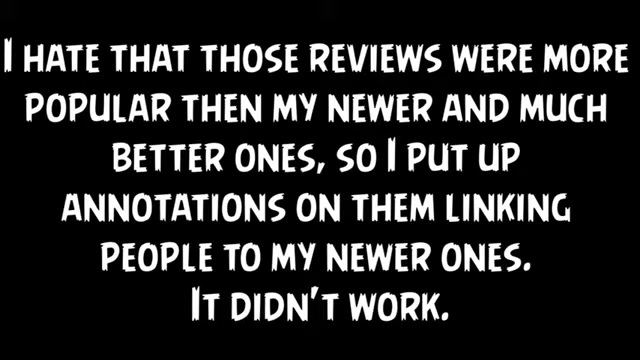 I hate that those reviews were more
popular then my newer and much
better ones, so I put up
annotations on them linking
people to my newer ones.
It didn't work.